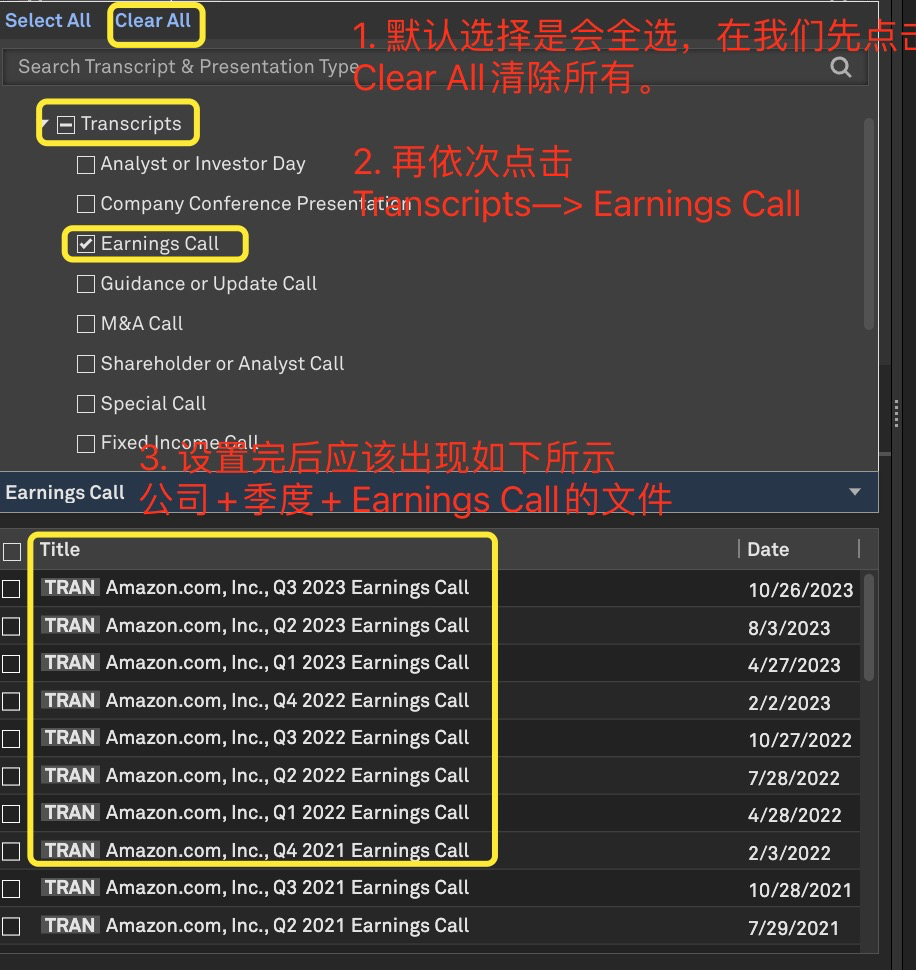 Select All Clear All
1. 默认选择是会全选，在我们先点击
Search Transcript & Presentation Type
Clear All清除所有。
Transcripts
Analyst or Investor Day
2. 再依次点击
Company Conference Presentation
Transcripts—> Earnings Call
Earnings Call
Guidance or Update Call
M&A Call
Shareholder or Analyst Call
Special Call
Fixed Income Call
3. 设置完后应该出现如下所示
Earnings Call
公司+季度+ Earnings Call的文件
Title Date
TRAN Amazon.com, Inc., Q3 2023 Earnings Call 10/26/2023
TRAN Amazon.com, Inc., Q2 2023 Earnings Call 8/3/2023
TRAN Amazon.com, Inc., Q1 2023 Earnings Call 4/27/2023
TRAN Amazon.com, Inc., Q4 2022 Earnings Call 2/2/2023
TRAN Amazon.com, Inc., Q3 2022 Earnings Call 10/27/2022
TRAN Amazon.com, Inc., Q2 2022 Earnings Call 7/28/2022
TRAN Amazon.com, Inc., Q1 2022 Earnings Call 4/28/2022
TRAN Amazon.com, Inc., Q4 2021 Earnings Call 2/3/2022
TRAN Amazon.com, Inc., Q3 2021 Earnings Call 10/28/2021
TRAN Amazon.com, Inc., Q2 2021 Earnings Call 7/29/2021